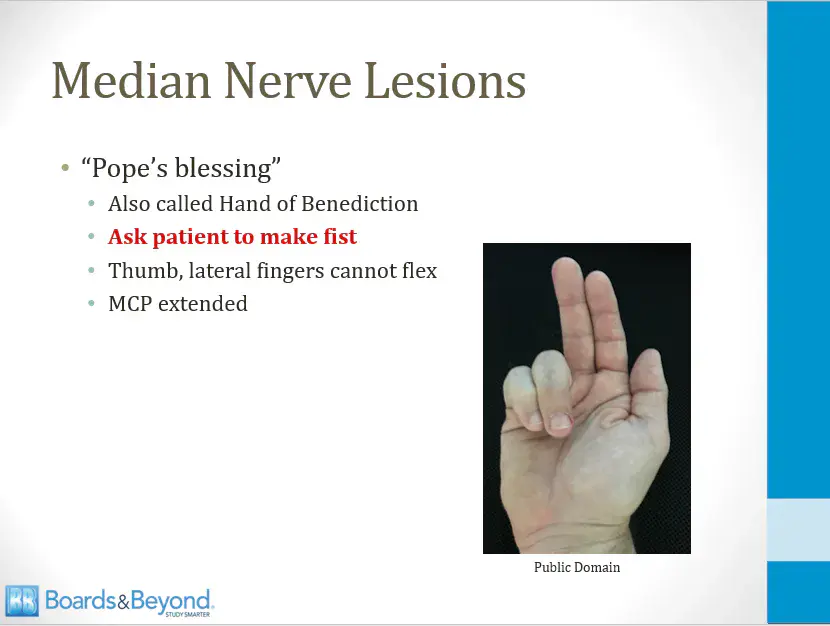 Median Nerve Lesions
• “Pope’s blessing”
• Also called Hand of Benediction
• Ask patient to make fist
• Thumb, lateral fingers cannot flex
• MCP extended
Public Domain
BB Boards&Beyond.
STUDY SMARTER